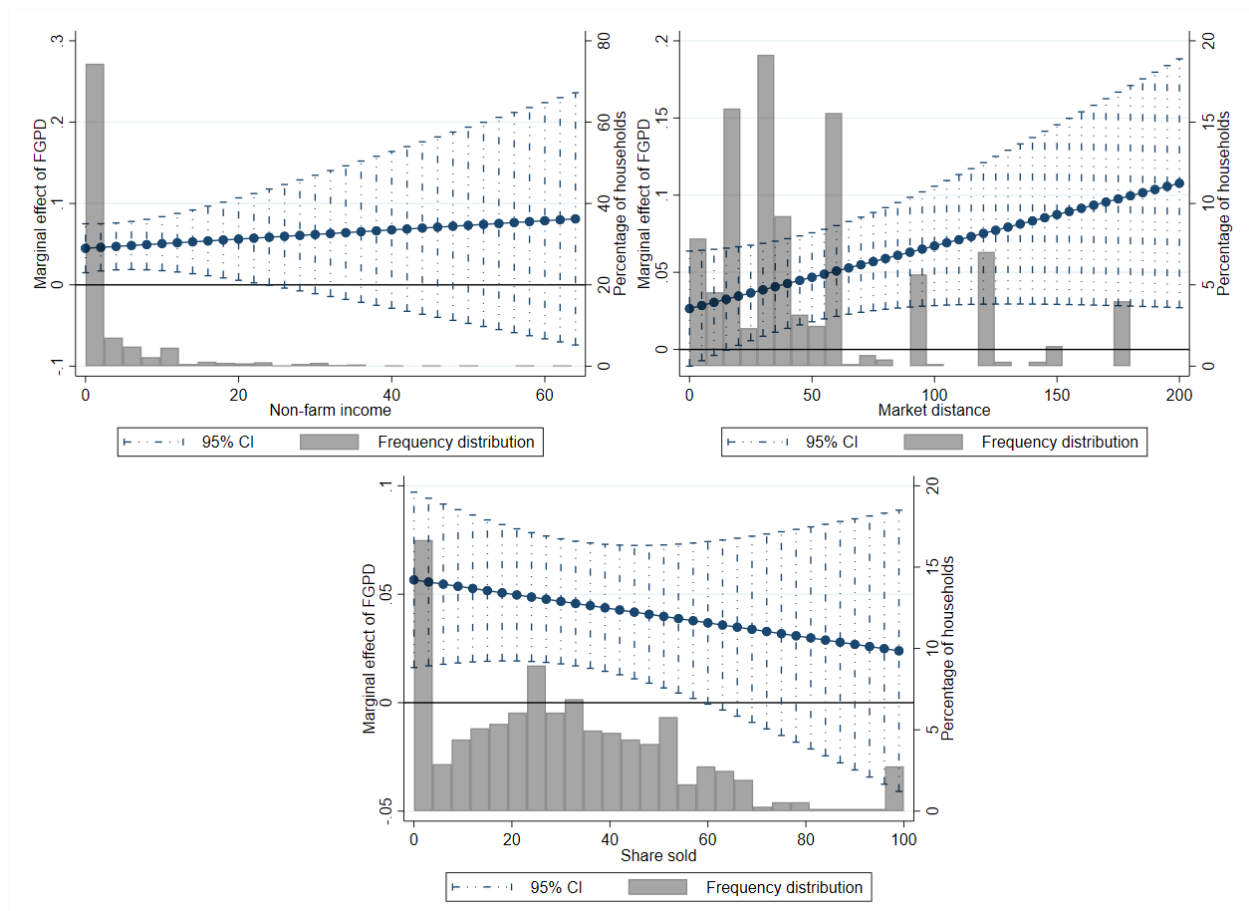 Marginal effect of FGPD
-.1 0 .1 .2 .3
0 20 40 60 80
Percentage of households
0 20 40 60
Non-farm income
95% CI Frequency distribution
Marginal effect of FGPD
0 .05 .1 .15 .2
0 5 10 15 20
Percentage of households
0 50 100 150 200
Market distance
95% CI Frequency distribution
Marginal effect of FGPD
-.05 0 .05 .1
0 5 10 15 20
Percentage of households
0 20 40 60 80 100
Share sold
95% CI Frequency distribution